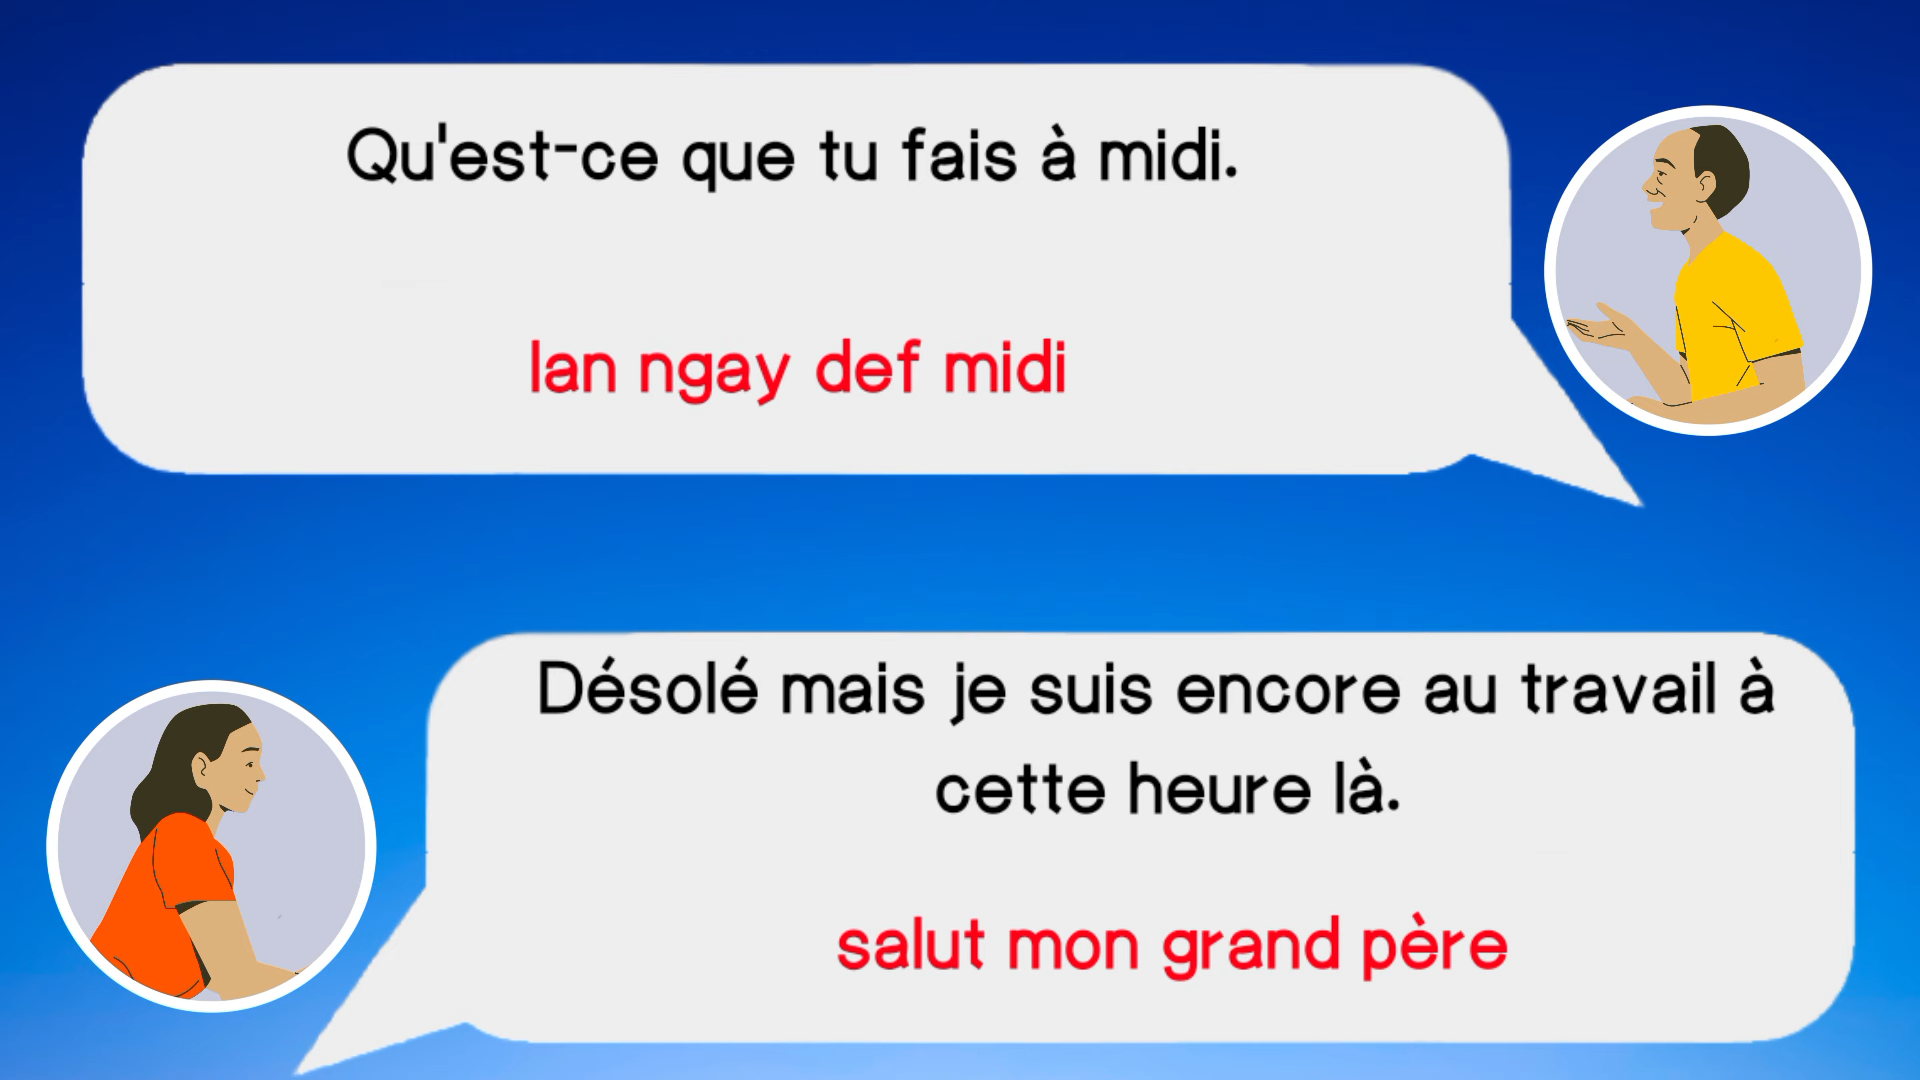 Qu'est-ce que tu fais à midi.
lan ngay def midi
Désolé mais je suis encore au travail à
cette heure là.
salut mon grand père